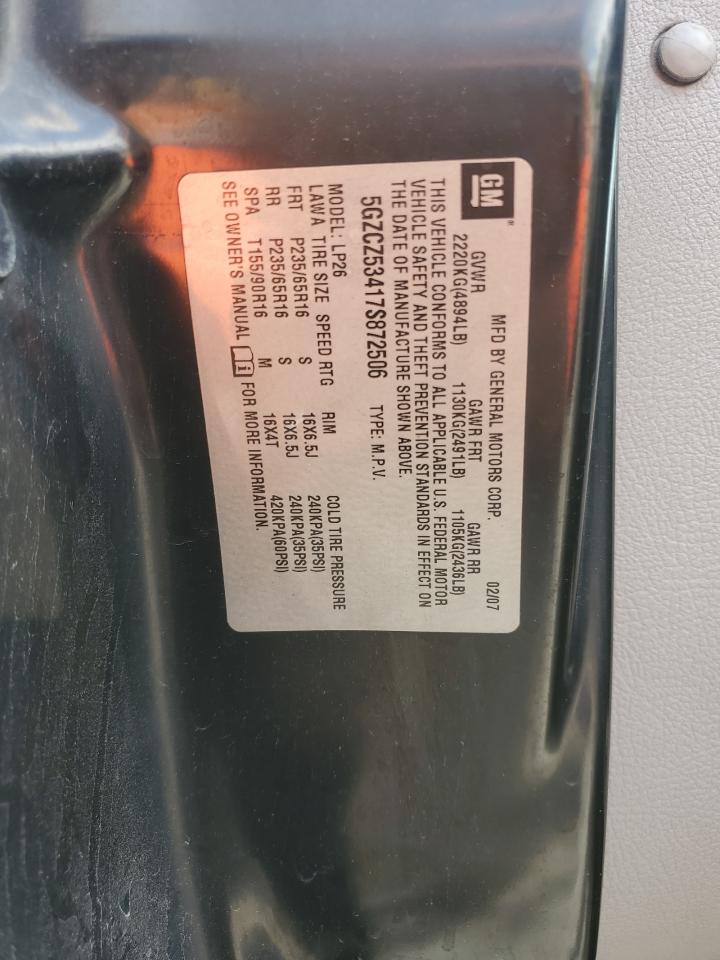 GM MFD BY GENERAL MOTORS CORP. 02/07
GVWR GAWR FRT GAWR RR
2220KG(4894LB) 1130KG(2491LB) 1105KG(2436LB)
THIS VEHICLE CONFORMS TO ALL APPLICABLE U.S. FEDERAL MOTOR
VEHICLE SAFETY AND THEFT PREVENTION STANDARDS IN EFFECT ON
THE DATE OF MANUFACTURE SHOWN ABOVE.
5GZCZ53417S872506 TYPE: M.P.V.
MODEL: LP26 RIM COLD TIRE PRESSURE
LAWA TIRE SIZE SPEED RTG
FRT P235/65R16 S 16X6.5J 240KPA(35PSI)
RR P235/65R16 S 16X6.5J 240KPA(35PSI)
SPA T155/90R16 M 16X4T 420KPA(60PSI)
SEE OWNER'S MANUAL FOR MORE INFORMATION.